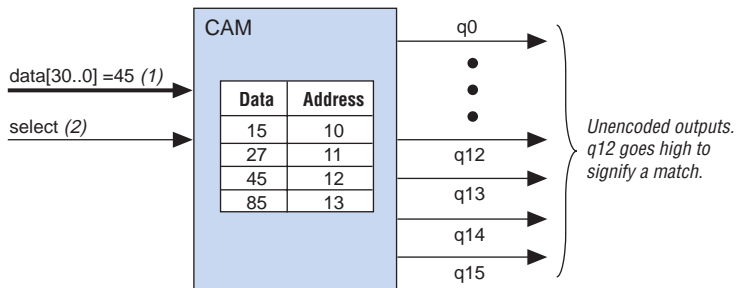 CAM
data[30..0] =45 (1)
select (2)
Data Address
15 10
27 11
45 12
85 13
q0
q12
q13
q14
q15
Unencoded outputs.
q12 goes high to
signify a match.